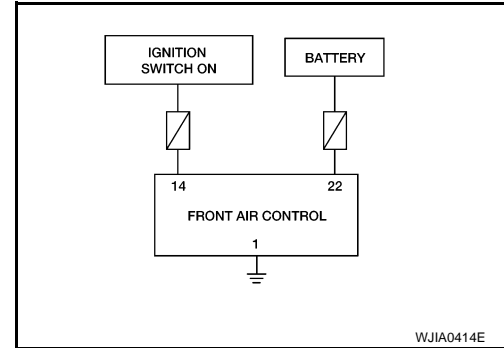 IGNITION
SWITCH ON
BATTERY
14
22
FRONT AIR CONTROL
1
WJIA0414E